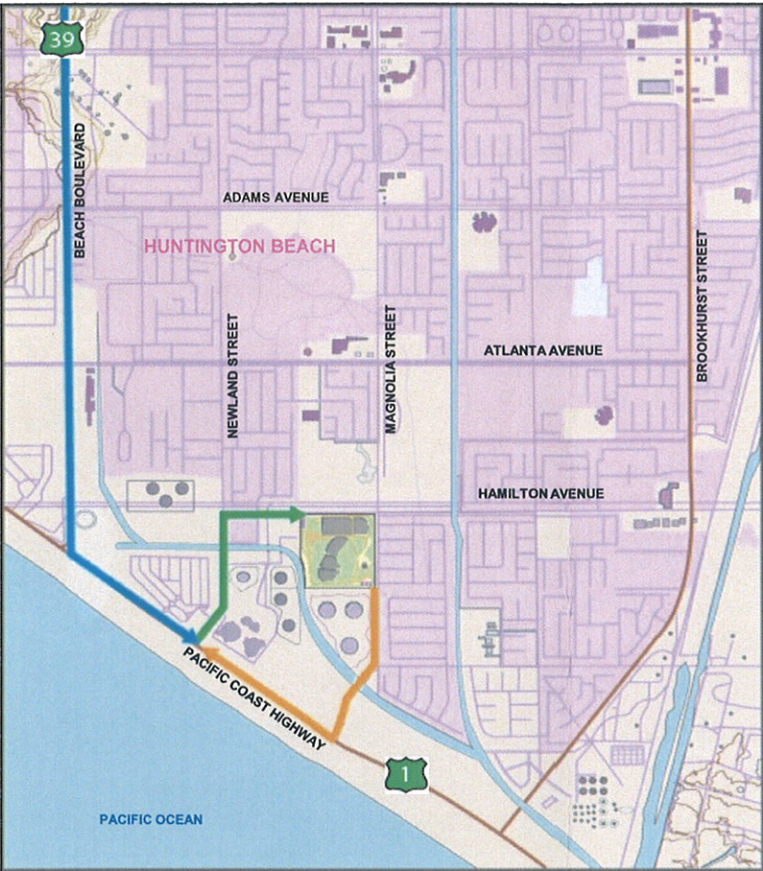 39
BEACH BOULEVARD
ADAMS AVENUE
HUNTINGTON BEACH
NEWLAND STREET
MAGNOLIA STREET
BROOKHURST STREET
ATLANTA AVENUE
HAMILTON AVENUE
PACIFIC COAST HIGHWAY
1
PACIFIC OCEAN